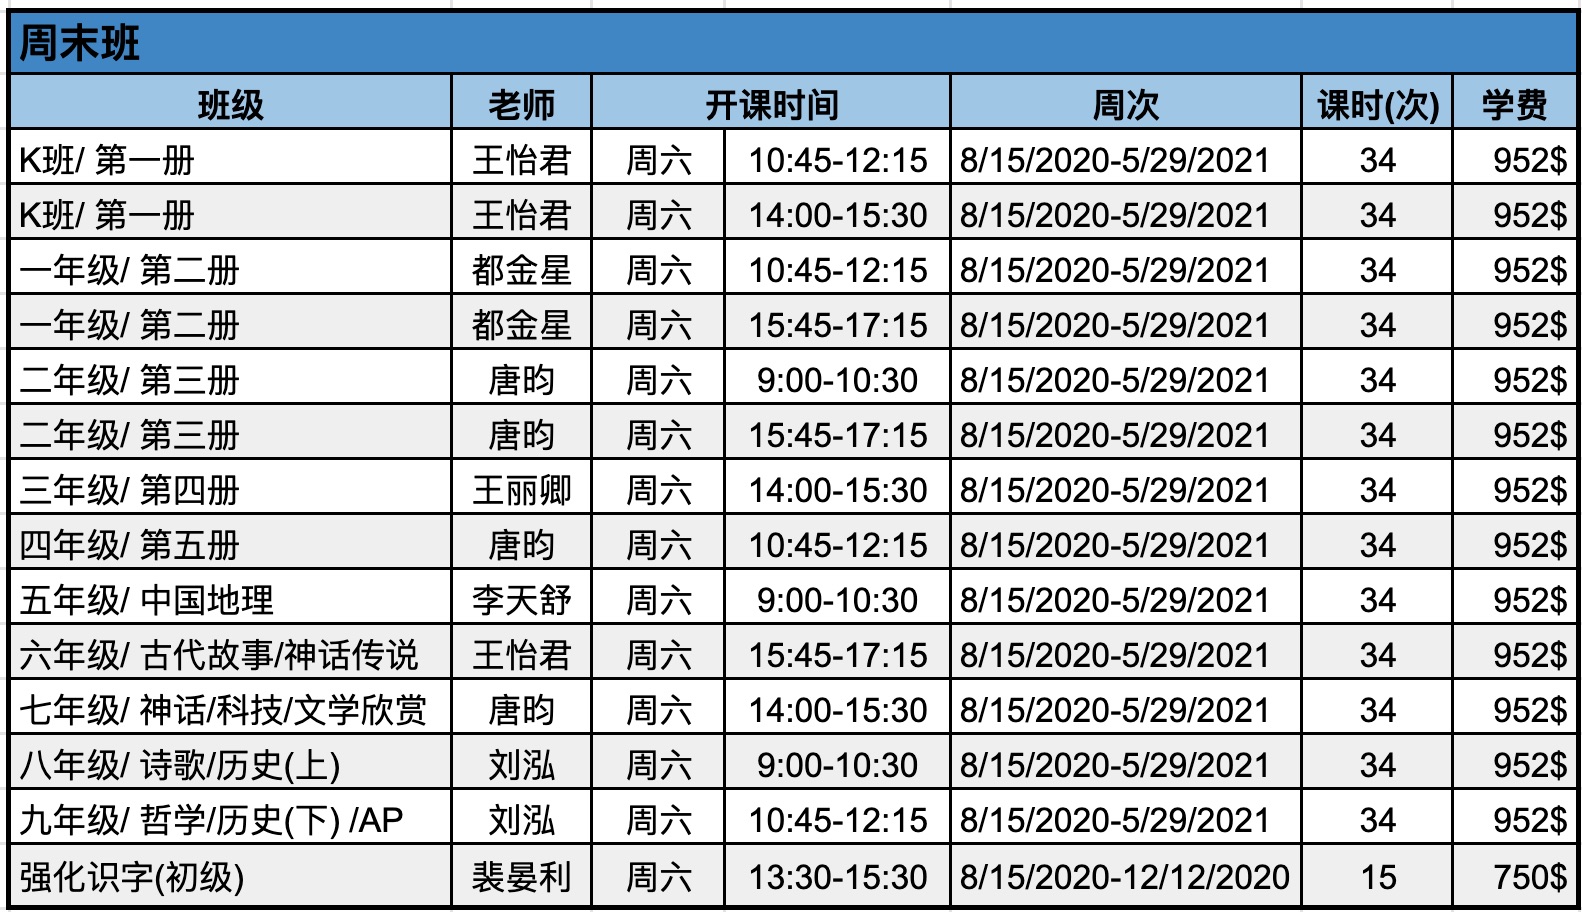 周末班
班级 老师 开课时间 周次 课时(次) 学费
K班/ 第一册 王怡君 周六 10:45-12:15 8/15/2020-5/29/2021 34 952$
K班/ 第一册 王怡君 周六 14:00-15:30 8/15/2020-5/29/2021 34 952$
一年级/ 第二册 都金星 周六 10:45-12:15 8/15/2020-5/29/2021 34 952$
一年级/ 第二册 都金星 周六 15:45-17:15 8/15/2020-5/29/2021 34 952$
二年级/ 第三册 唐昀 周六 9:00-10:30 8/15/2020-5/29/2021 34 952$
二年级/ 第三册 唐昀 周六 15:45-17:15 8/15/2020-5/29/2021 34 952$
三年级/ 第四册 王丽卿 周六 14:00-15:30 8/15/2020-5/29/2021 34 952$
四年级/ 第五册 唐昀 周六 10:45-12:15 8/15/2020-5/29/2021 34 952$
五年级/ 中国地理 李天舒 周六 9:00-10:30 8/15/2020-5/29/2021 34 952$
六年级/ 古代故事/神话传说 王怡君 周六 15:45-17:15 8/15/2020-5/29/2021 34 952$
七年级/ 神话/科技/文学欣赏 唐昀 周六 14:00-15:30 8/15/2020-5/29/2021 34 952$
八年级/ 诗歌/历史(上) 刘泓 周六 9:00-10:30 8/15/2020-5/29/2021 34 952$
九年级/ 哲学/历史(下) /AP 刘泓 周六 10:45-12:15 8/15/2020-5/29/2021 34 952$
强化识字(初级) 裴晏利 周六 13:30-15:30 8/15/2020-12/12/2020 15 750$